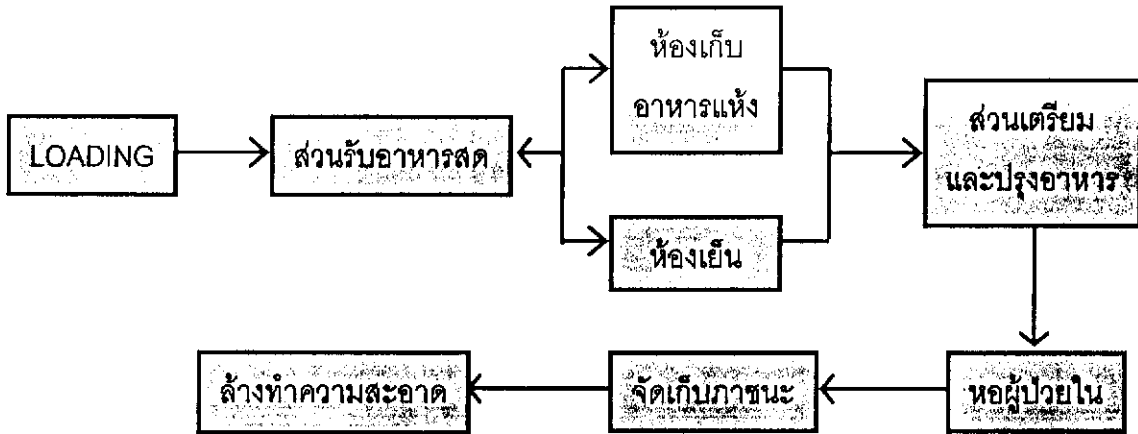 LOADING
ส่วนรับอาหารสด
ห้องเก็บ
อาหารแห้ง
ห้องเย็น
ส่วนเตรียม
และปรุงอาหาร
หอผู้ป่วยใน
จัดเก็บภาชนะ
ล้างทำความสะอาด